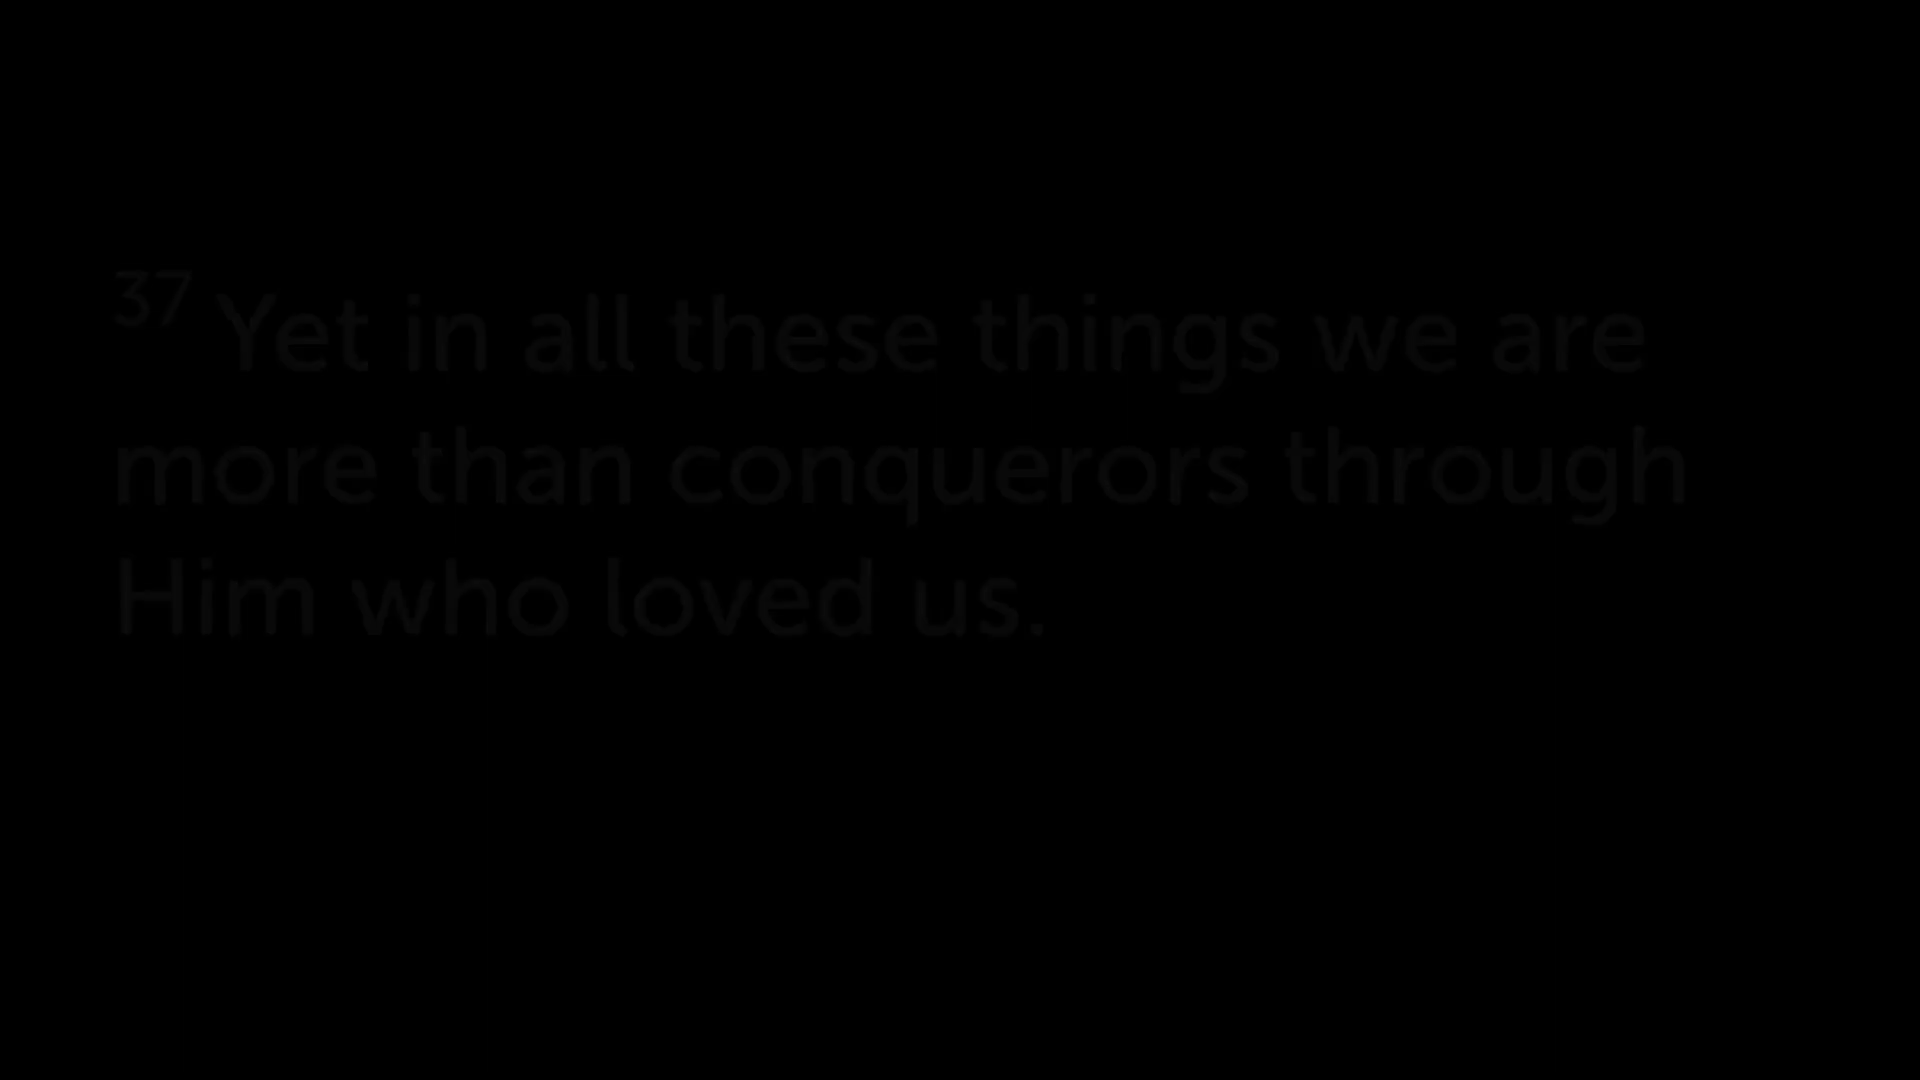 37 Yet in all these things we are
more than conquerors through
Him who loved us.